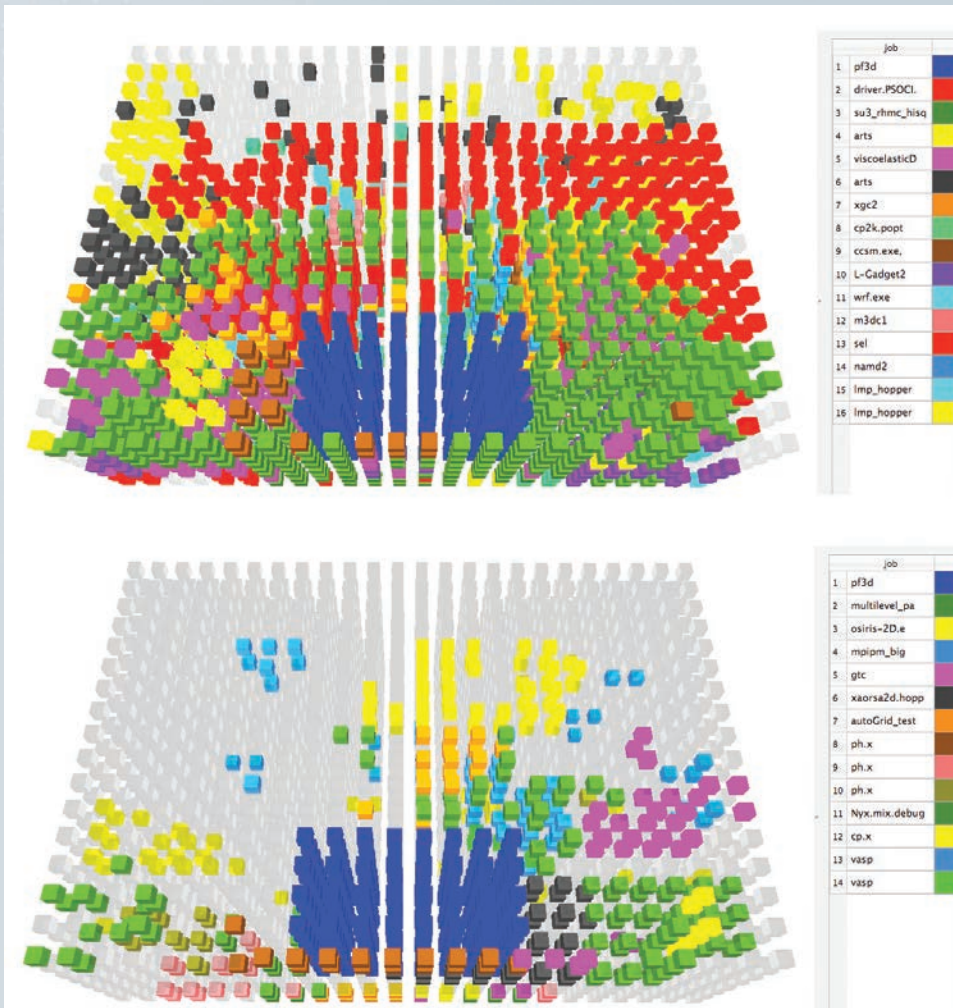 job
1 pf3d
2 driver.PSOCI.
3 su3_rhmc_hisq
4 arts
5 viscoelasticD
6 arts
7 xgc2
8 cp2k.popt
9 ccsm.exe,
10 L-Gadget2
11 wrf.exe
12 m3dc1
13 sel
14 namd2
15 lmp_hopper
16 lmp_hopper
job
1 pf3d
2 multilevel_pa
3 osiris-2D.e
4 mpipm_big
5 gtc
6 xaorsa2d.hopp
7 autoGrid_test
8 ph.x
9 ph.x
10 ph.x
11 Nyx.mix.debug
12 cp.x
13 vasp
14 vasp